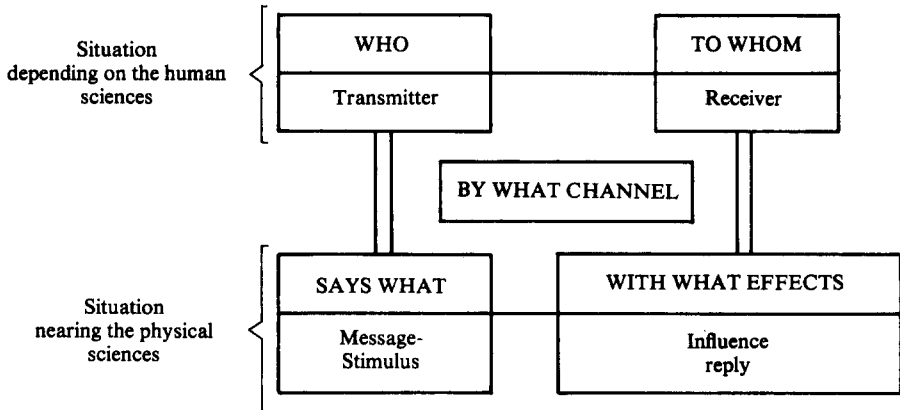 Situation
depending on the human
sciences
WHO
Transmitter
TO WHOM
Receiver
BY WHAT CHANNEL
Situation
nearing the physical
sciences
SAYS WHAT
Message-
Stimulus
WITH WHAT EFFECTS
Influence
reply